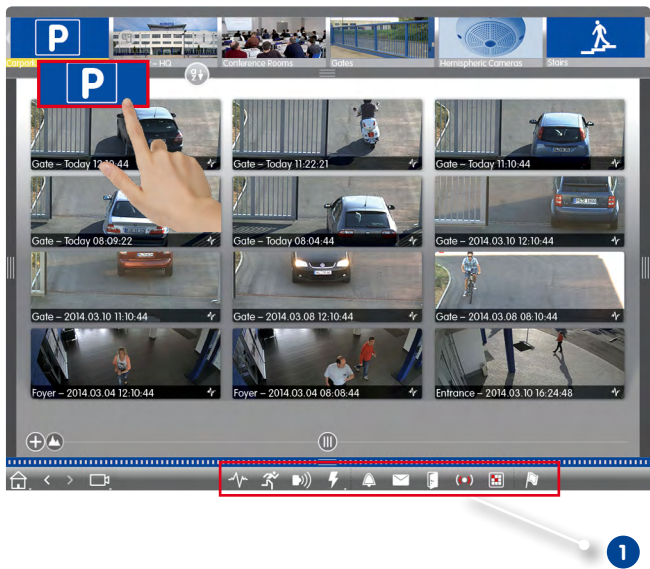 P
Carpark
– HQ
Conference Rooms
Gates
Hemispheric Cameras
Stairs
P
Gate – Today 12:10:44
Gate – Today 11:22:21
Gate – Today 11:10:44
Gate – Today 08:09:22
Gate – Today 08:04:44
Gate – 2014.03.10 12:10:44
Gate – 2014.03.10 11:10:44
Gate – 2014.03.08 12:10:44
Gate – 2014.03.08 08:10:44
Foyer – 2014.03.04 12:10:44
Foyer – 2014.03.04 08:08:44
Entrance – 2014.03.10 16:24:48
1